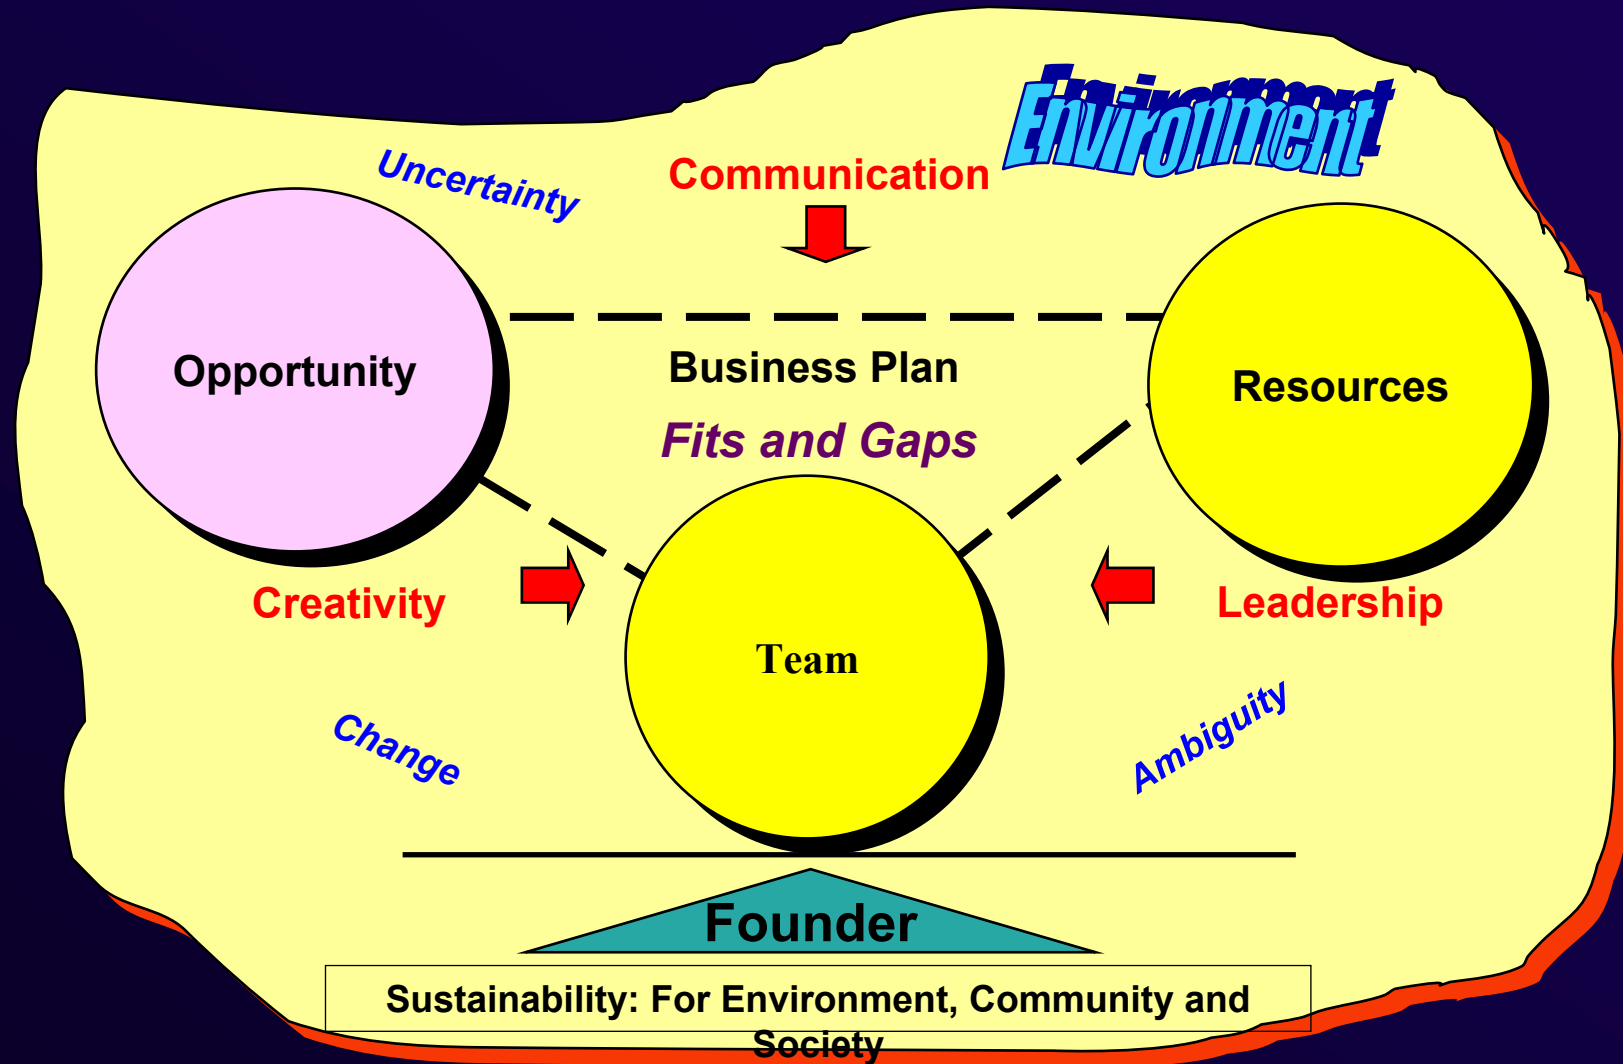 Environment
Uncertainty
Communication
Opportunity
Business Plan
Resources
Fits and Gaps
Creativity
Leadership
Team
Change
Ambiguity
Founder
Sustainability: For Environment, Community and
Society